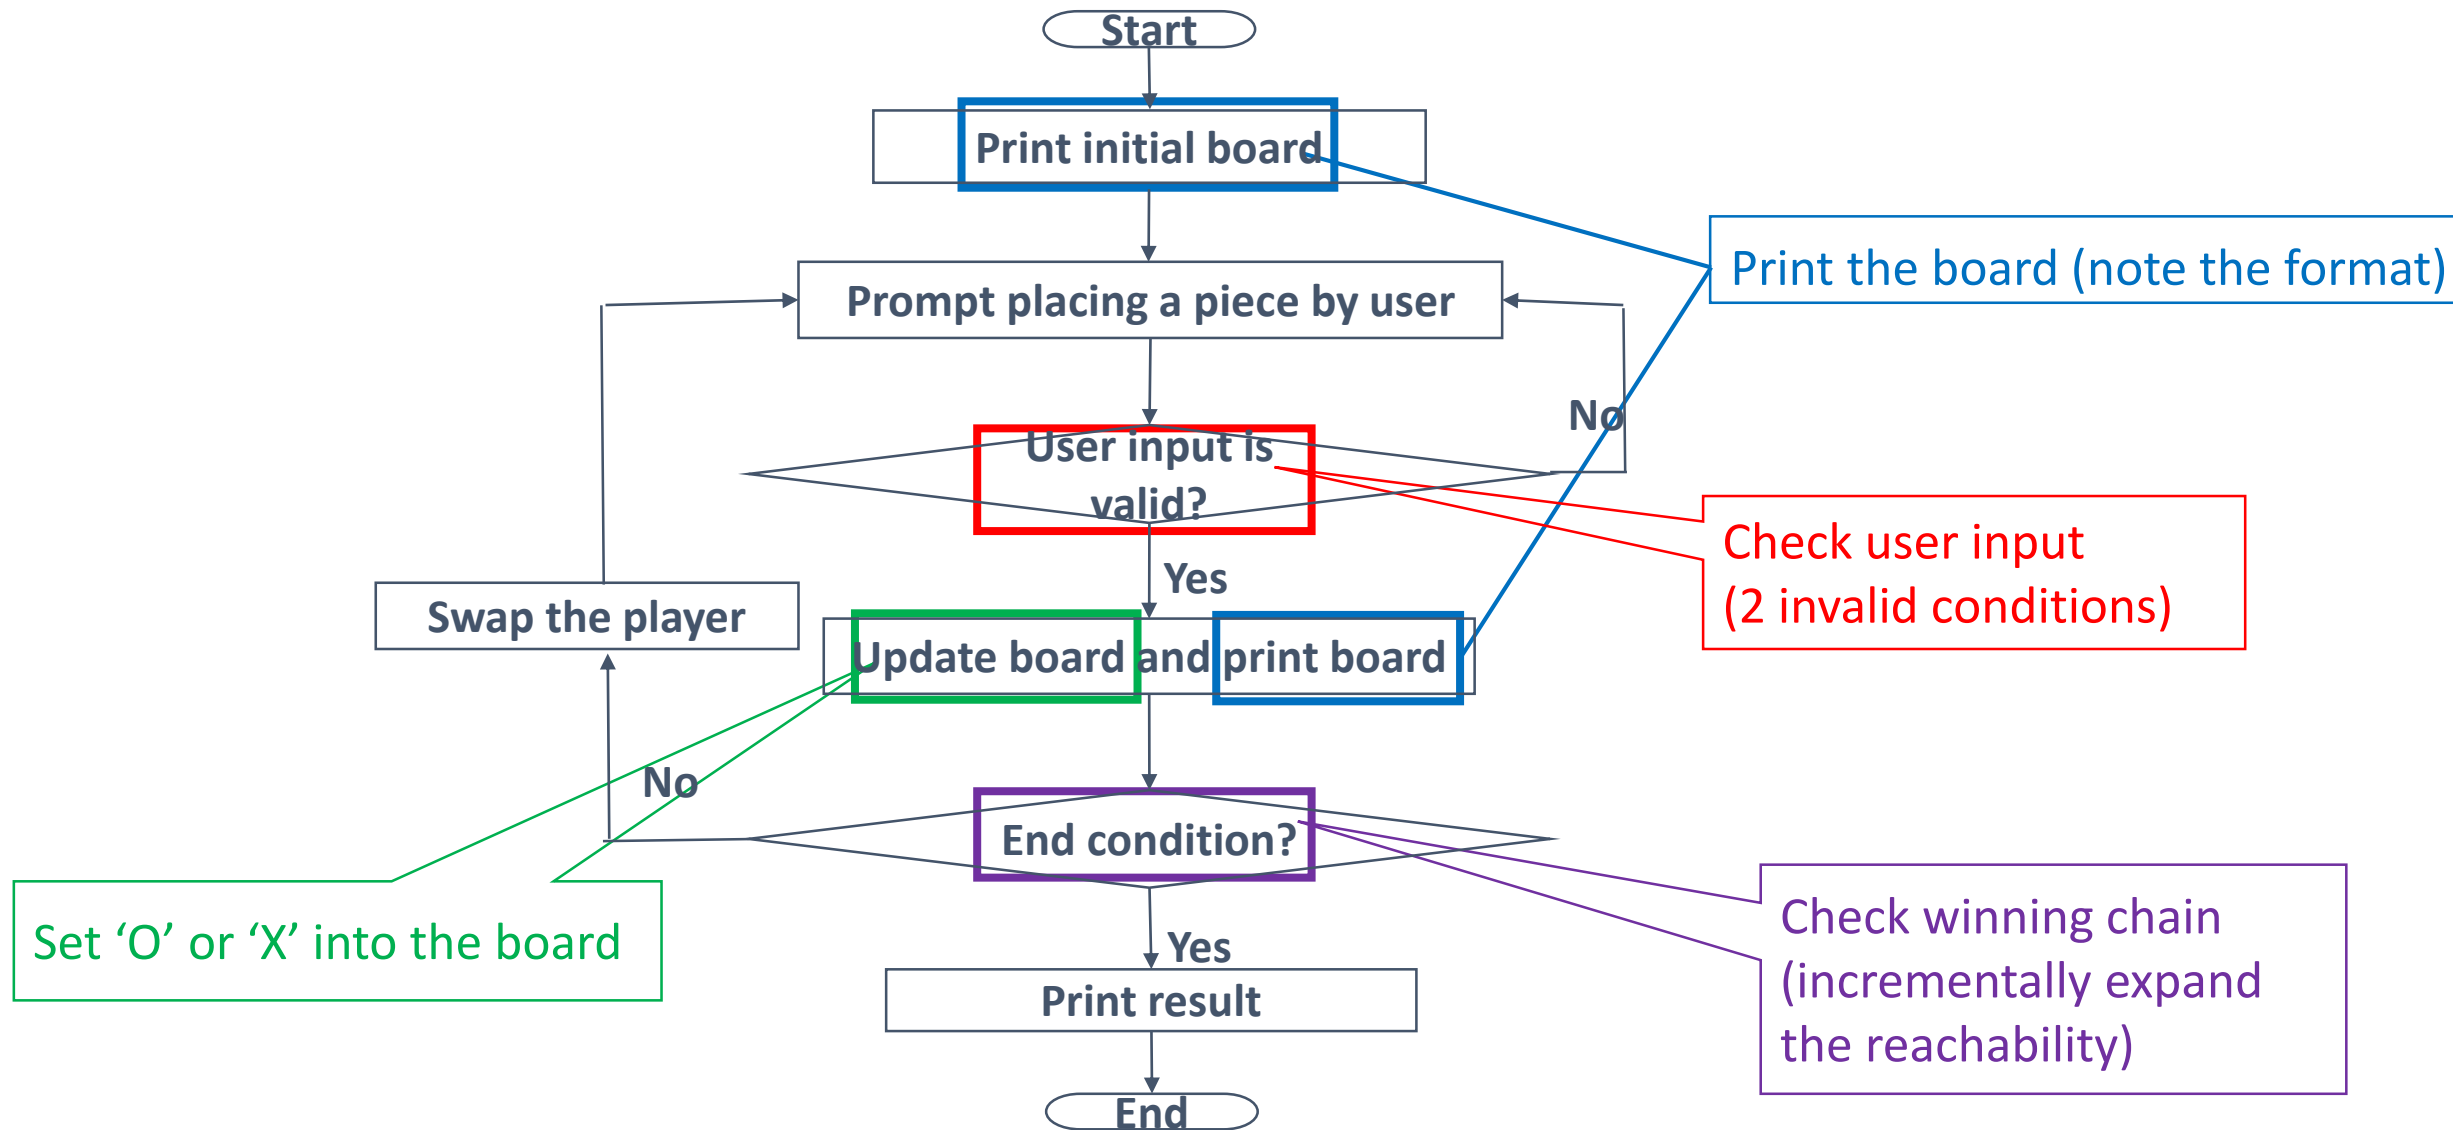 Start
Print initial board
Print the board (note the format)
Prompt placing a piece by user
No
User input is
valid?
Check user input
(2 invalid conditions)
Yes
Swap the player
Update board and print board
No
End condition?
Set ‘O’ or ‘X’ into the board
Check winning chain
(incrementally expand
the reachability)
Yes
Print result
End